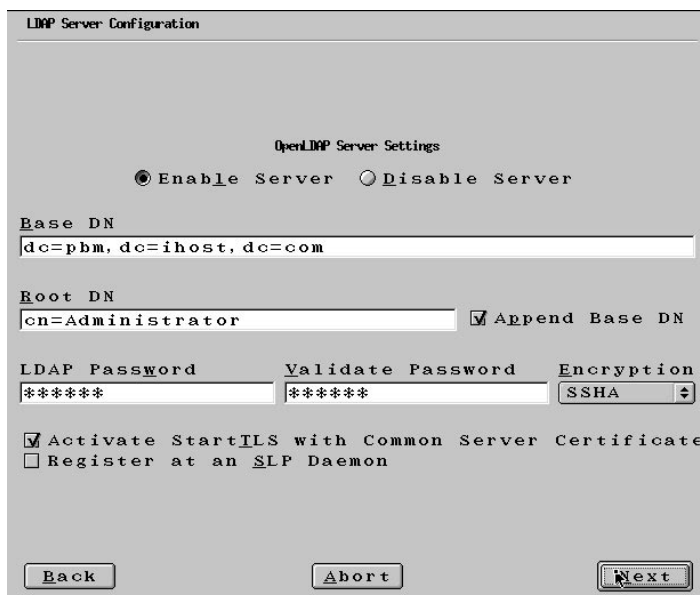 LDAP Server Configuration
OpenLDAP Server Settings
Enable Server Disable Server
Base DN
dc=pbm,dc=ihost,dc=com
Root DN
cn=Administrator Append Base DN
LDAP Password Validate Password Encryption
****** ****** SSHA
Activate StartTLS with Common Server Certificate
Register at an SLP Daemon
Back Abort Next